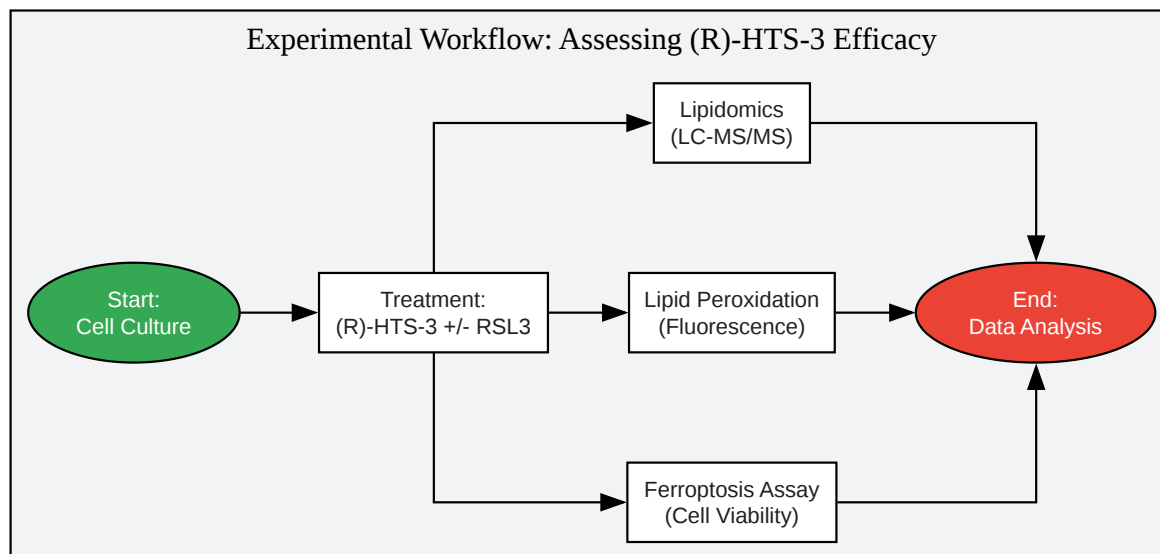 Experimental Workflow: Assessing (R)-HTS-3 Efficacy
Lipidomics
(LC-MS/MS)
Start:
Cell Culture
Treatment:
(R)-HTS-3 +/- RSL3
Lipid Peroxidation
(Fluorescence)
End:
Data Analysis
Ferroptosis Assay
(Cell Viability)